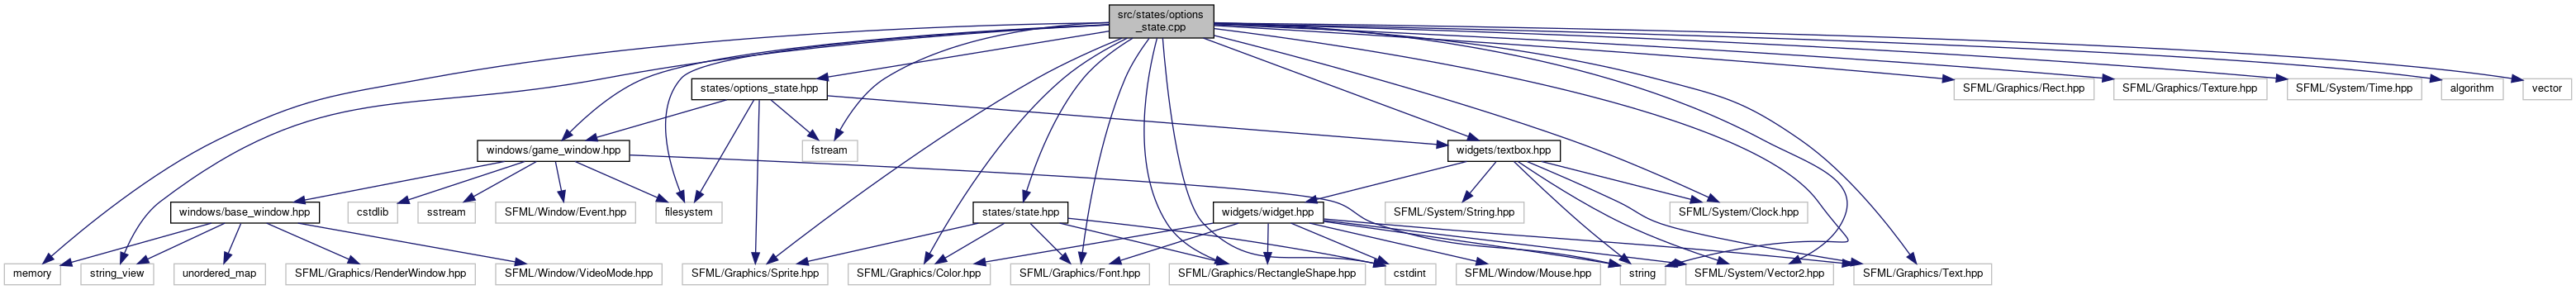 src/states/options
_state.cpp
states/options_state.hpp
SFML/Graphics/Rect.hpp
SFML/Graphics/Texture.hpp
SFML/System/Time.hpp
algorithm
vector
windows/game_window.hpp
fstream
widgets/textbox.hpp
windows/base_window.hpp
cstdlib
sstream
SFML/Window/Event.hpp
filesystem
states/state.hpp
widgets/widget.hpp
SFML/System/String.hpp
SFML/System/Clock.hpp
memory
string_view
unordered_map
SFML/Graphics/RenderWindow.hpp
SFML/Window/VideoMode.hpp
SFML/Graphics/Sprite.hpp
SFML/Graphics/Color.hpp
SFML/Graphics/Font.hpp
SFML/Graphics/RectangleShape.hpp
cstdint
SFML/Window/Mouse.hpp
string
SFML/System/Vector2.hpp
SFML/Graphics/Text.hpp